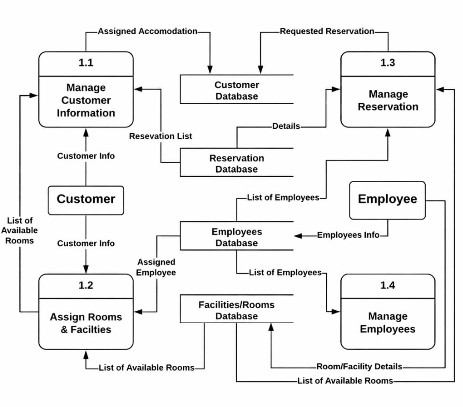 Assigned Accomodation
Requested Reservation
1.1
Manage
Customer
Information
Customer
Database
1.3
Manage
Reservation
Resevation List
Details
Customer Info
Reservation
Database
Customer
List of Employees
Employee
List of
Available
Rooms
Customer Info
Employees
Database
Employees Info
Assigned
Employee
List of Employees
1.2
Assign Rooms
& Facilties
Facilities/Rooms
Database
1.4
Manage
Employees
List of Available Rooms
Room/Facility Details
List of Available Rooms